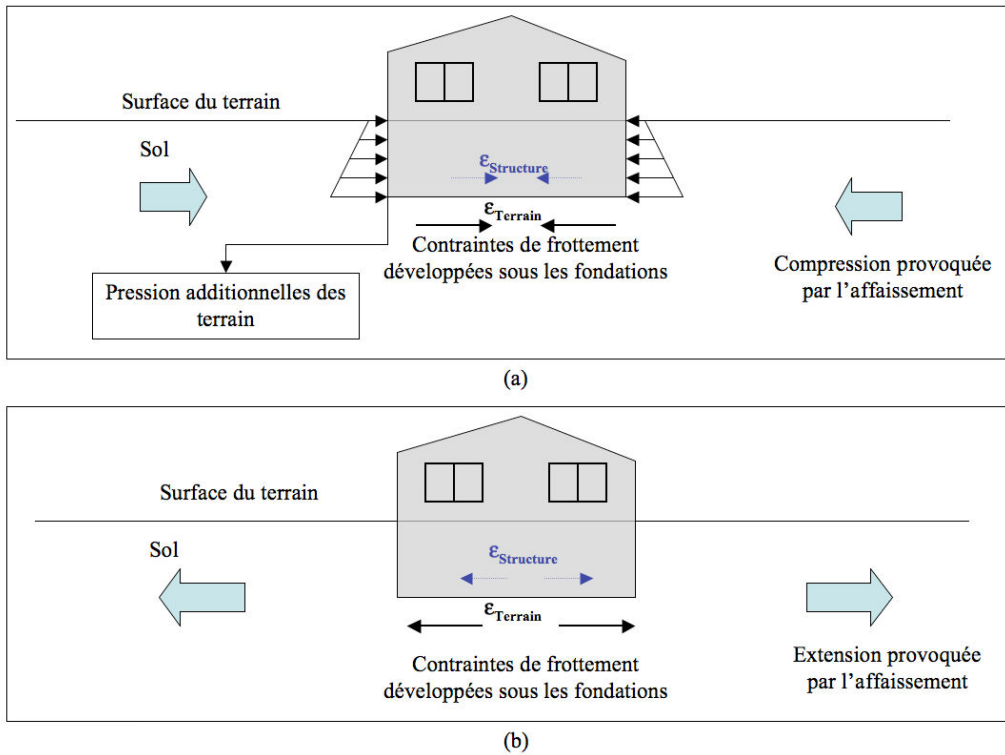 Surface du terrain
Sol
εStructure
εTerrain
Contraintes de frottement
développées sous les fondations
Pression additionnelles des
terrain
Compression provoquée
par l’affaissement
(a)
Surface du terrain
Sol
εStructure
εTerrain
Contraintes de frottement
développées sous les fondations
Extension provoquée
par l’affaissement
(b)